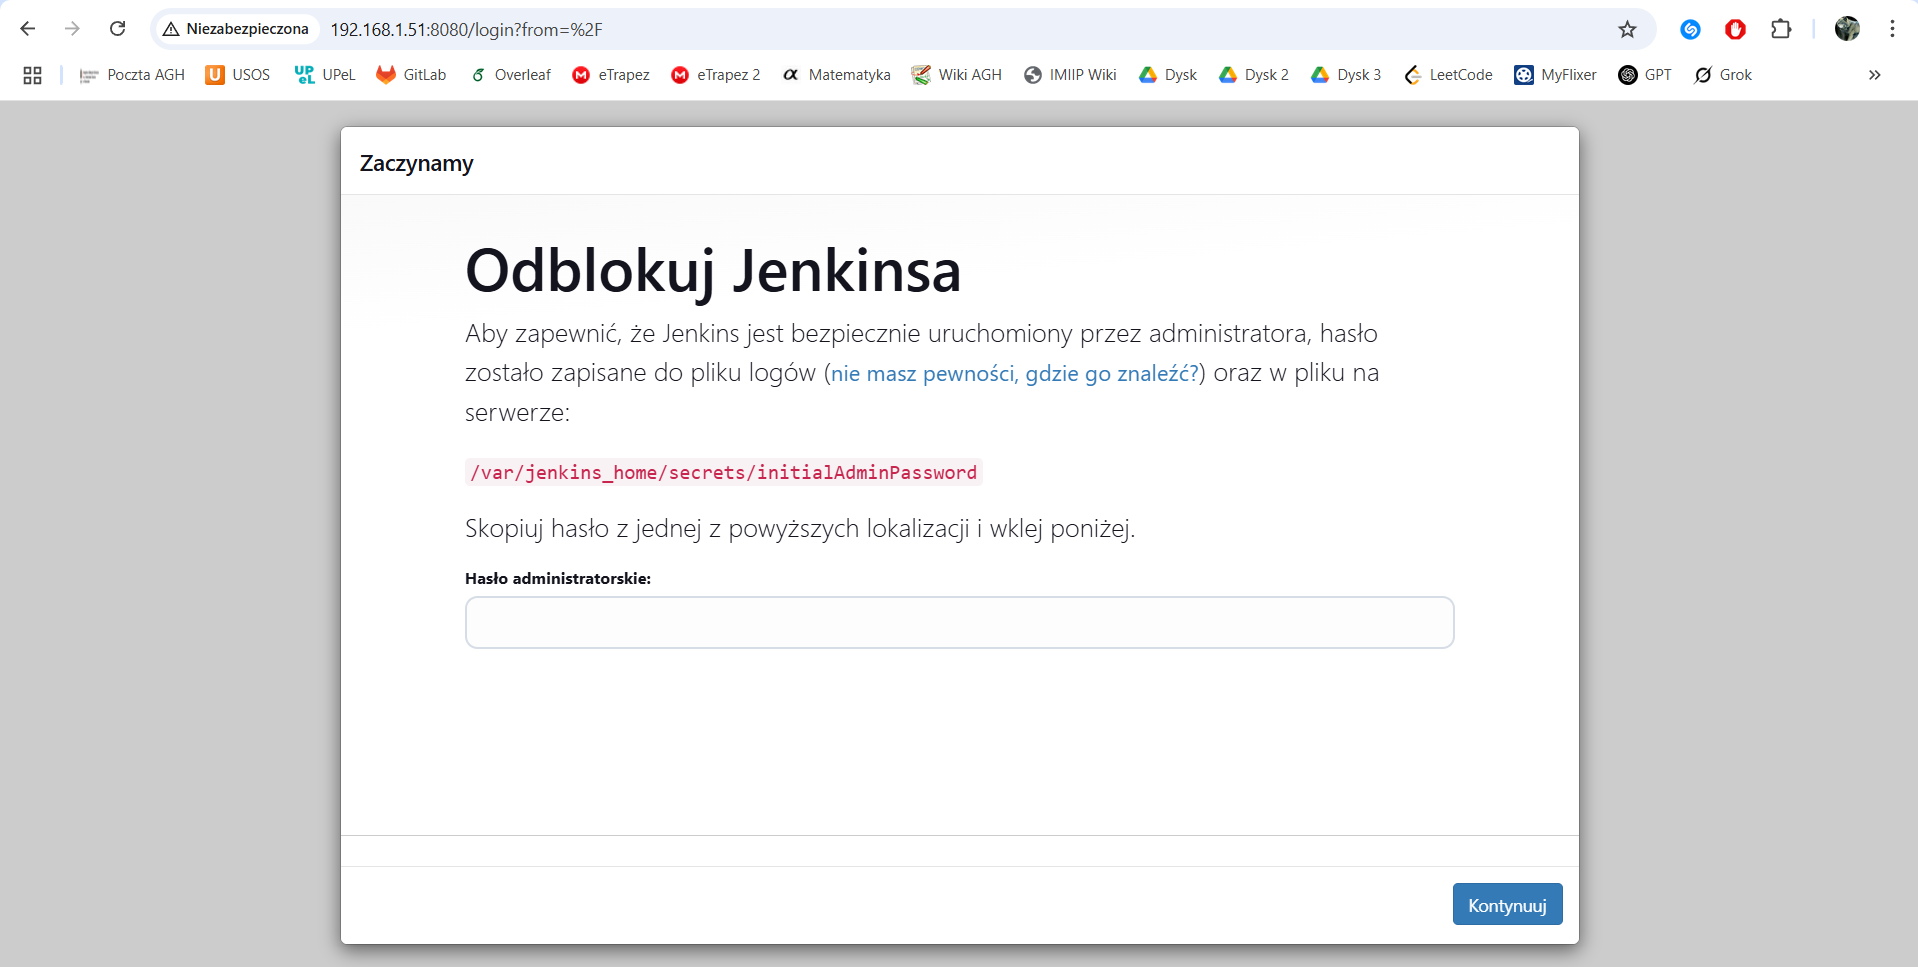 Niezabezpieczona 192.168.1.51:8080/login?from=%2F
Poczta AGH USOS UPeL GitLab Overleaf eTrapez eTrapez 2 Matematyka Wiki AGH IMIIP Wiki Dysk Dysk 2 Dysk 3 LeetCode MyFlixer GPT Grok »
Zaczynamy
Odblokuj Jenkinsa
Aby zapewnić, że Jenkins jest bezpiecznie uruchomiony przez administratora, hasło
zostało zapisane do pliku logów (nie masz pewności, gdzie go znaleźć?) oraz w pliku na
serwerze:
/var/jenkins_home/secrets/initialAdminPassword
Skopiuj hasło z jednej z powyższych lokalizacji i wklej poniżej.
Hasło administratorskie:
Kontynuuj